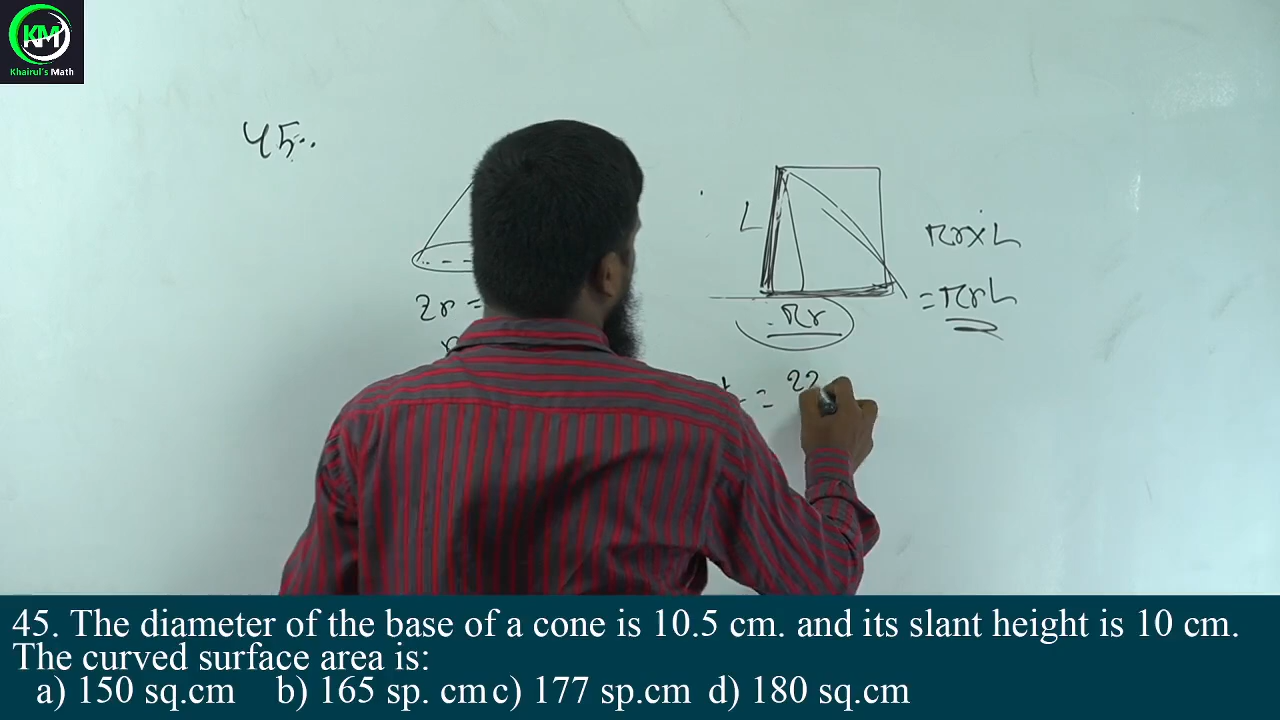 KM
Khairul's Math
45.
L
πr×L
2r =
= πrL
πr
r
= 22
45. The diameter of the base of a cone is 10.5 cm. and its slant height is 10 cm.
The curved surface area is:
a) 150 sq.cm b) 165 sp. cm c) 177 sp.cm d) 180 sq.cm